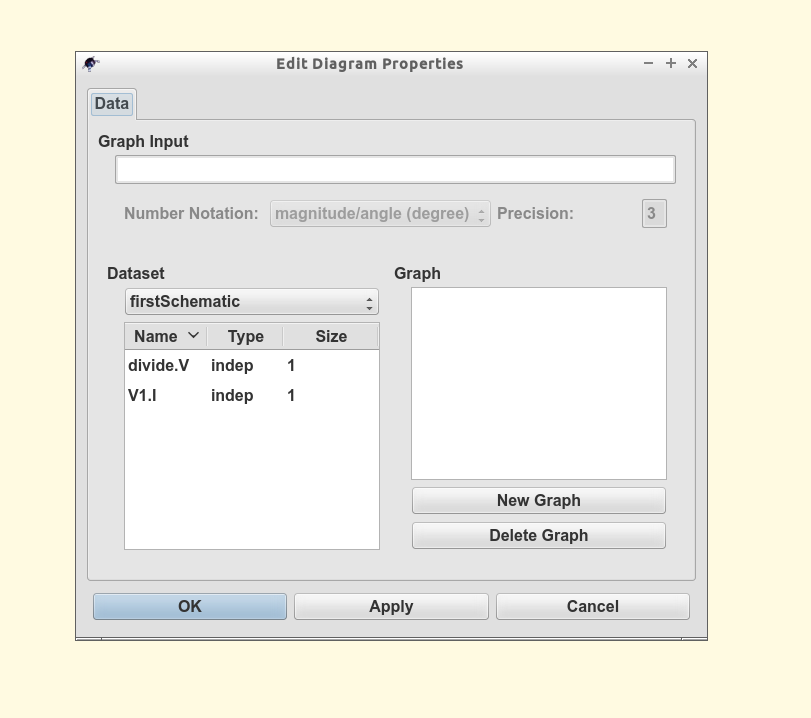 Edit Diagram Properties
Data
Graph Input
Number Notation: magnitude/angle (degree) Precision: 3
Dataset
firstSchematic
Name Type Size
divide.V indep 1
V1.I indep 1
Graph
New Graph
Delete Graph
OK Apply Cancel